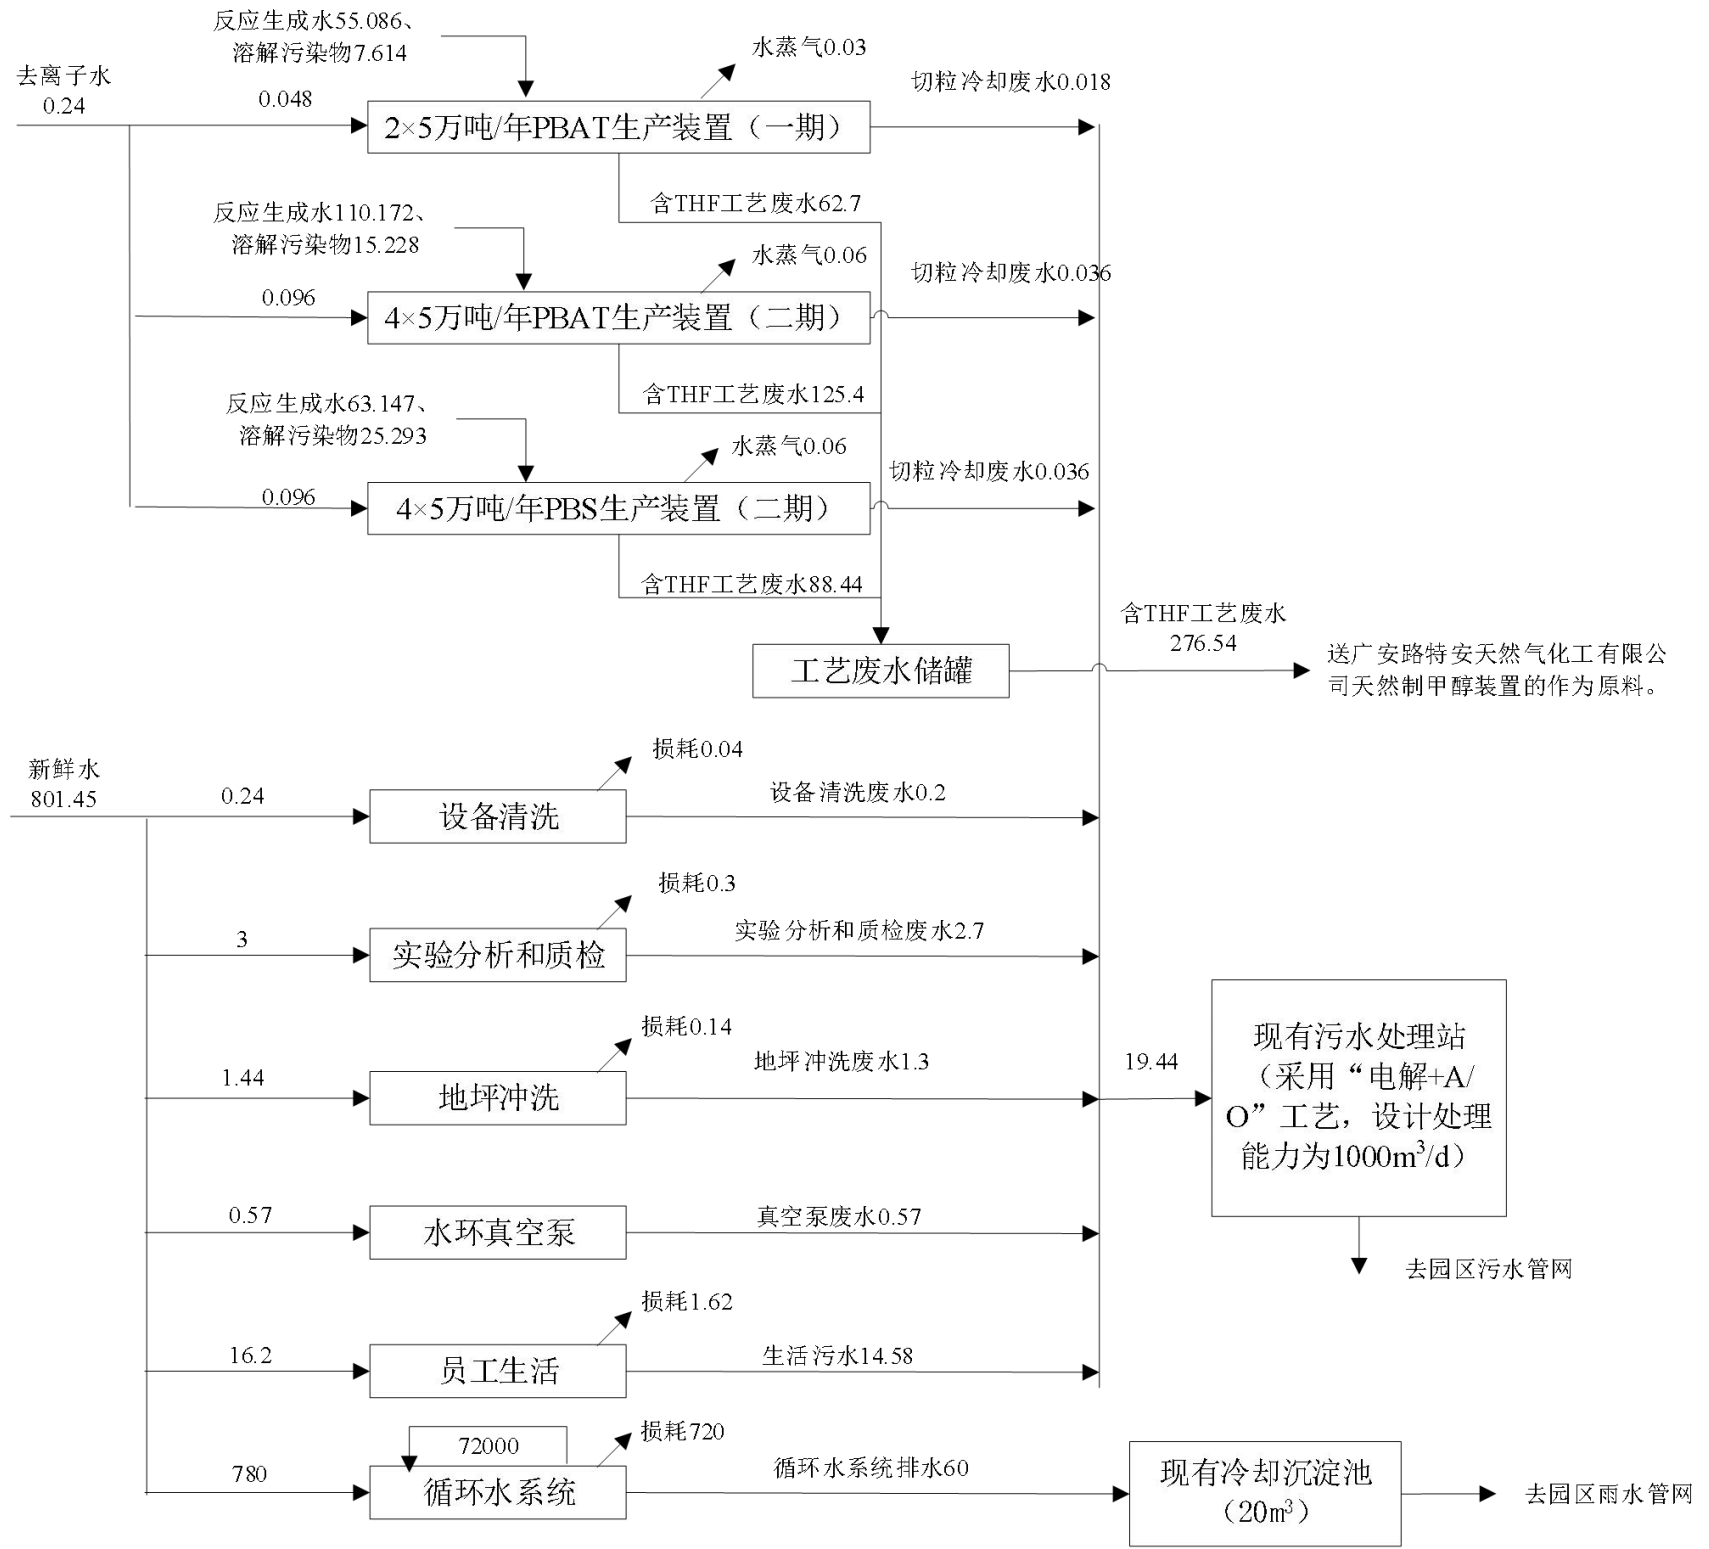 反应生成水55.086、
溶解污染物7.614
水蒸气0.03
去离子水
0.24
0.048
切粒冷却废水0.018
2×5万吨/年PBAT生产装置（一期）
含THF工艺废水62.7
反应生成水110.172、
溶解污染物15.228
水蒸气0.06
0.096
切粒冷却废水0.036
4×5万吨/年PBAT生产装置（二期）
含THF工艺废水125.4
反应生成水63.147、
溶解污染物25.293
水蒸气0.06
0.096
切粒冷却废水0.036
4×5万吨/年PBS生产装置（二期）
含THF工艺废水88.44
含THF工艺废水
276.54
工艺废水储罐
送广安路特安天然气化工有限公
司天然制甲醇装置的作为原料。
新鲜水
801.45
损耗0.04
0.24
设备清洗
设备清洗废水0.2
损耗0.3
3
实验分析和质检
实验分析和质检废水2.7
损耗0.14
1.44
地坪冲洗
地坪冲洗废水1.3
19.44
现有污水处理站
（采用“电解+A/
O”工艺，设计处理
能力为1000m³/d）
0.57
水环真空泵
真空泵废水0.57
去园区污水管网
损耗1.62
16.2
员工生活
生活污水14.58
损耗720
72000
780
循环水系统
循环水系统排水60
现有冷却沉淀池
（20m³）
去园区雨水管网